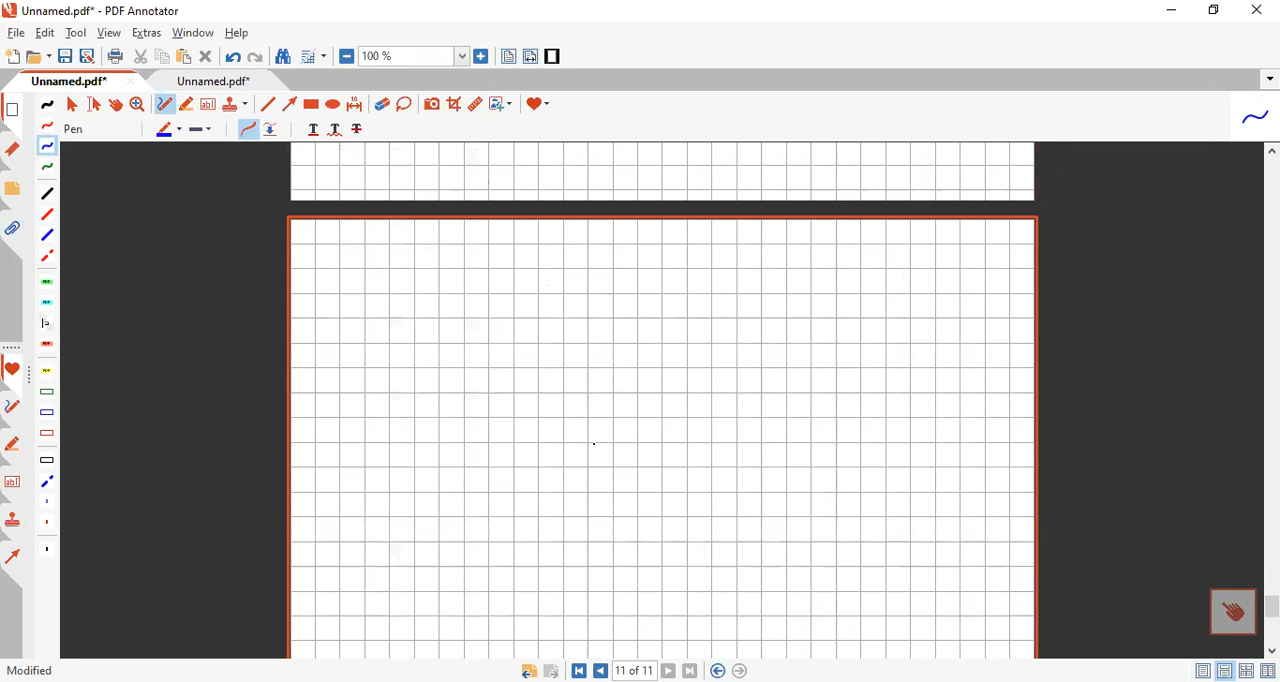 Unnamed.pdf* - PDF Annotator
File Edit Tool View Extras Window Help
100 %
Unnamed.pdf* Unnamed.pdf*
Pen
11 of 11
Modified